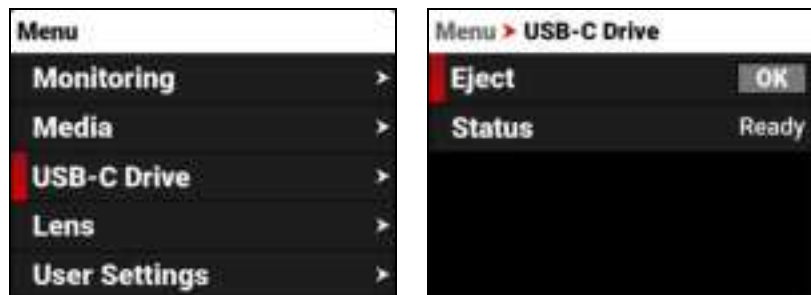 Menu
Monitoring
Media
USB-C Drive
Lens
User Settings
Menu > USB-C Drive
Eject OK
Status Ready